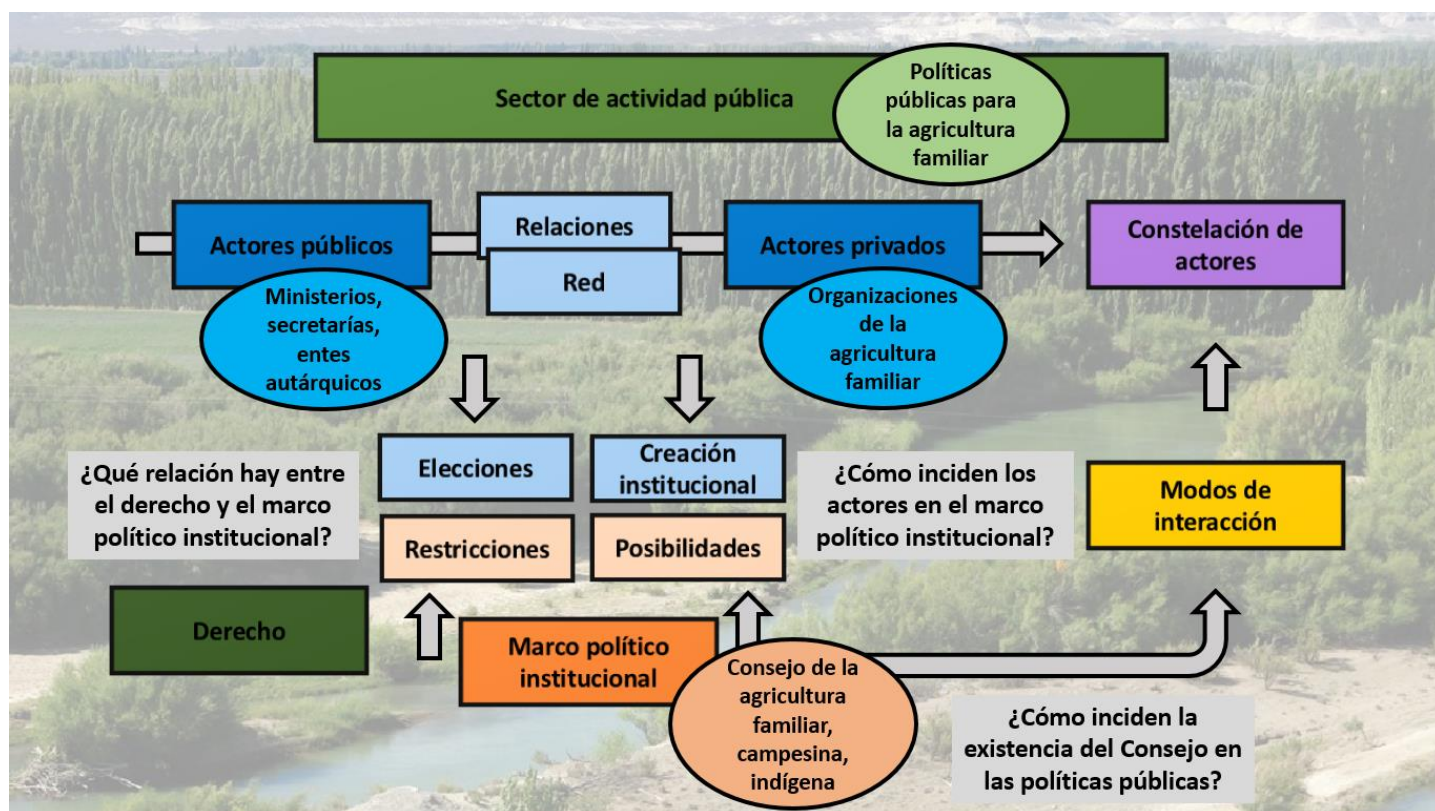 Sector de actividad pública
Políticas
públicas para
la agricultura
familiar
Actores públicos
Relaciones
Red
Actores privados
Constelación de
actores
Ministerios,
secretarías,
entes
autárquicos
Organizaciones
de la
agricultura
familiar
¿Qué relación hay entre
el derecho y el marco
político institucional?
Elecciones
Creación
institucional
Restricciones
Posibilidades
¿Cómo inciden los
actores en el marco
político institucional?
Modos de
interacción
Derecho
Marco político
institucional
Consejo de la
agricultura
familiar,
campesina,
indígena
¿Cómo inciden la
existencia del Consejo en
las políticas públicas?